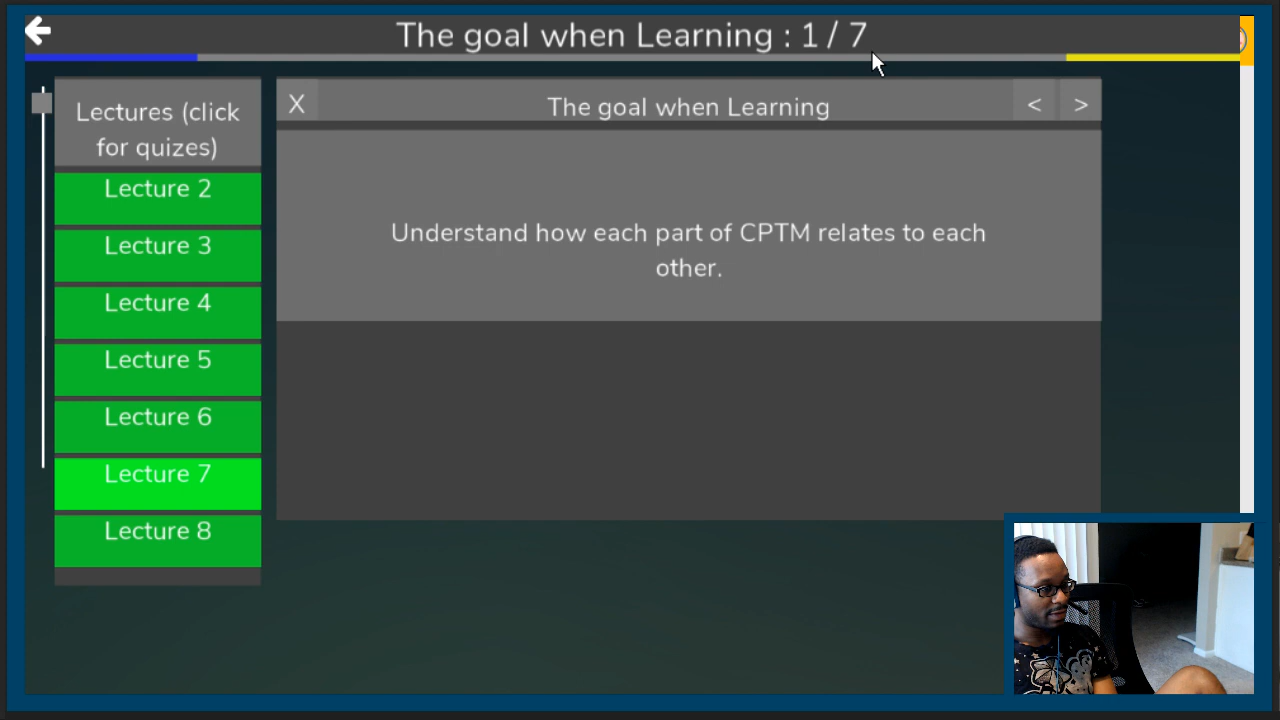 The goal when Learning : 1 / 7
Lectures (click
for quizes)
Lecture 2
Lecture 3
Lecture 4
Lecture 5
Lecture 6
Lecture 7
Lecture 8
X
The goal when Learning
<
>
Understand how each part of CPTM relates to each
other.